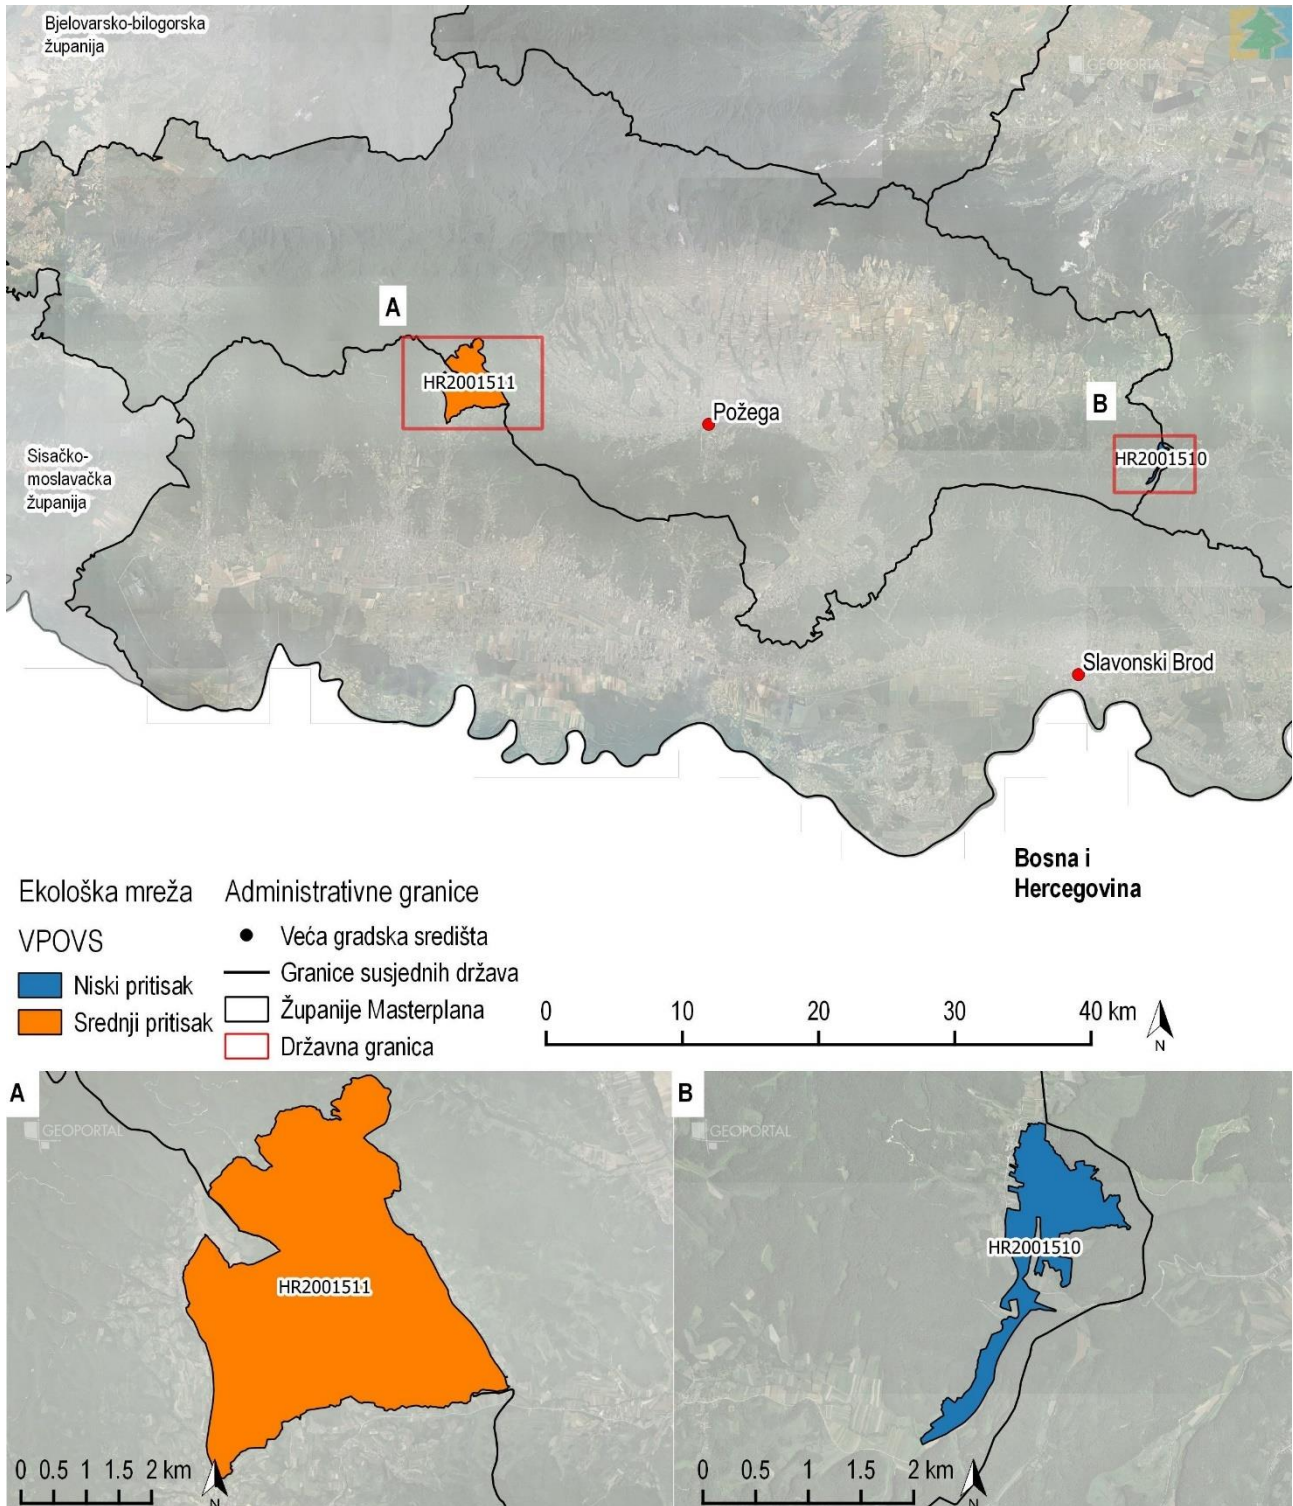 Bjelovarsko-bilogorska
županija
GEOPORTAL
A
HR2001511
Požega
B
HR2001510
Sisačko-
moslavačka
županija
Slavonski Brod
Bosna i
Hercegovina
Ekološka mreža
VPOVS
Niski pritisak
Srednji pritisak
Administrativne granice
Veća gradska središta
Granice susjednih država
Županije Masterplana
Državna granica
0 10 20 30 40 km
N
A
GEOPORTAL
HR2001511
0 0.5 1 1.5 2 km
N
B
GEOPORTAL
HR2001510
0 0.5 1 1.5 2 km
N